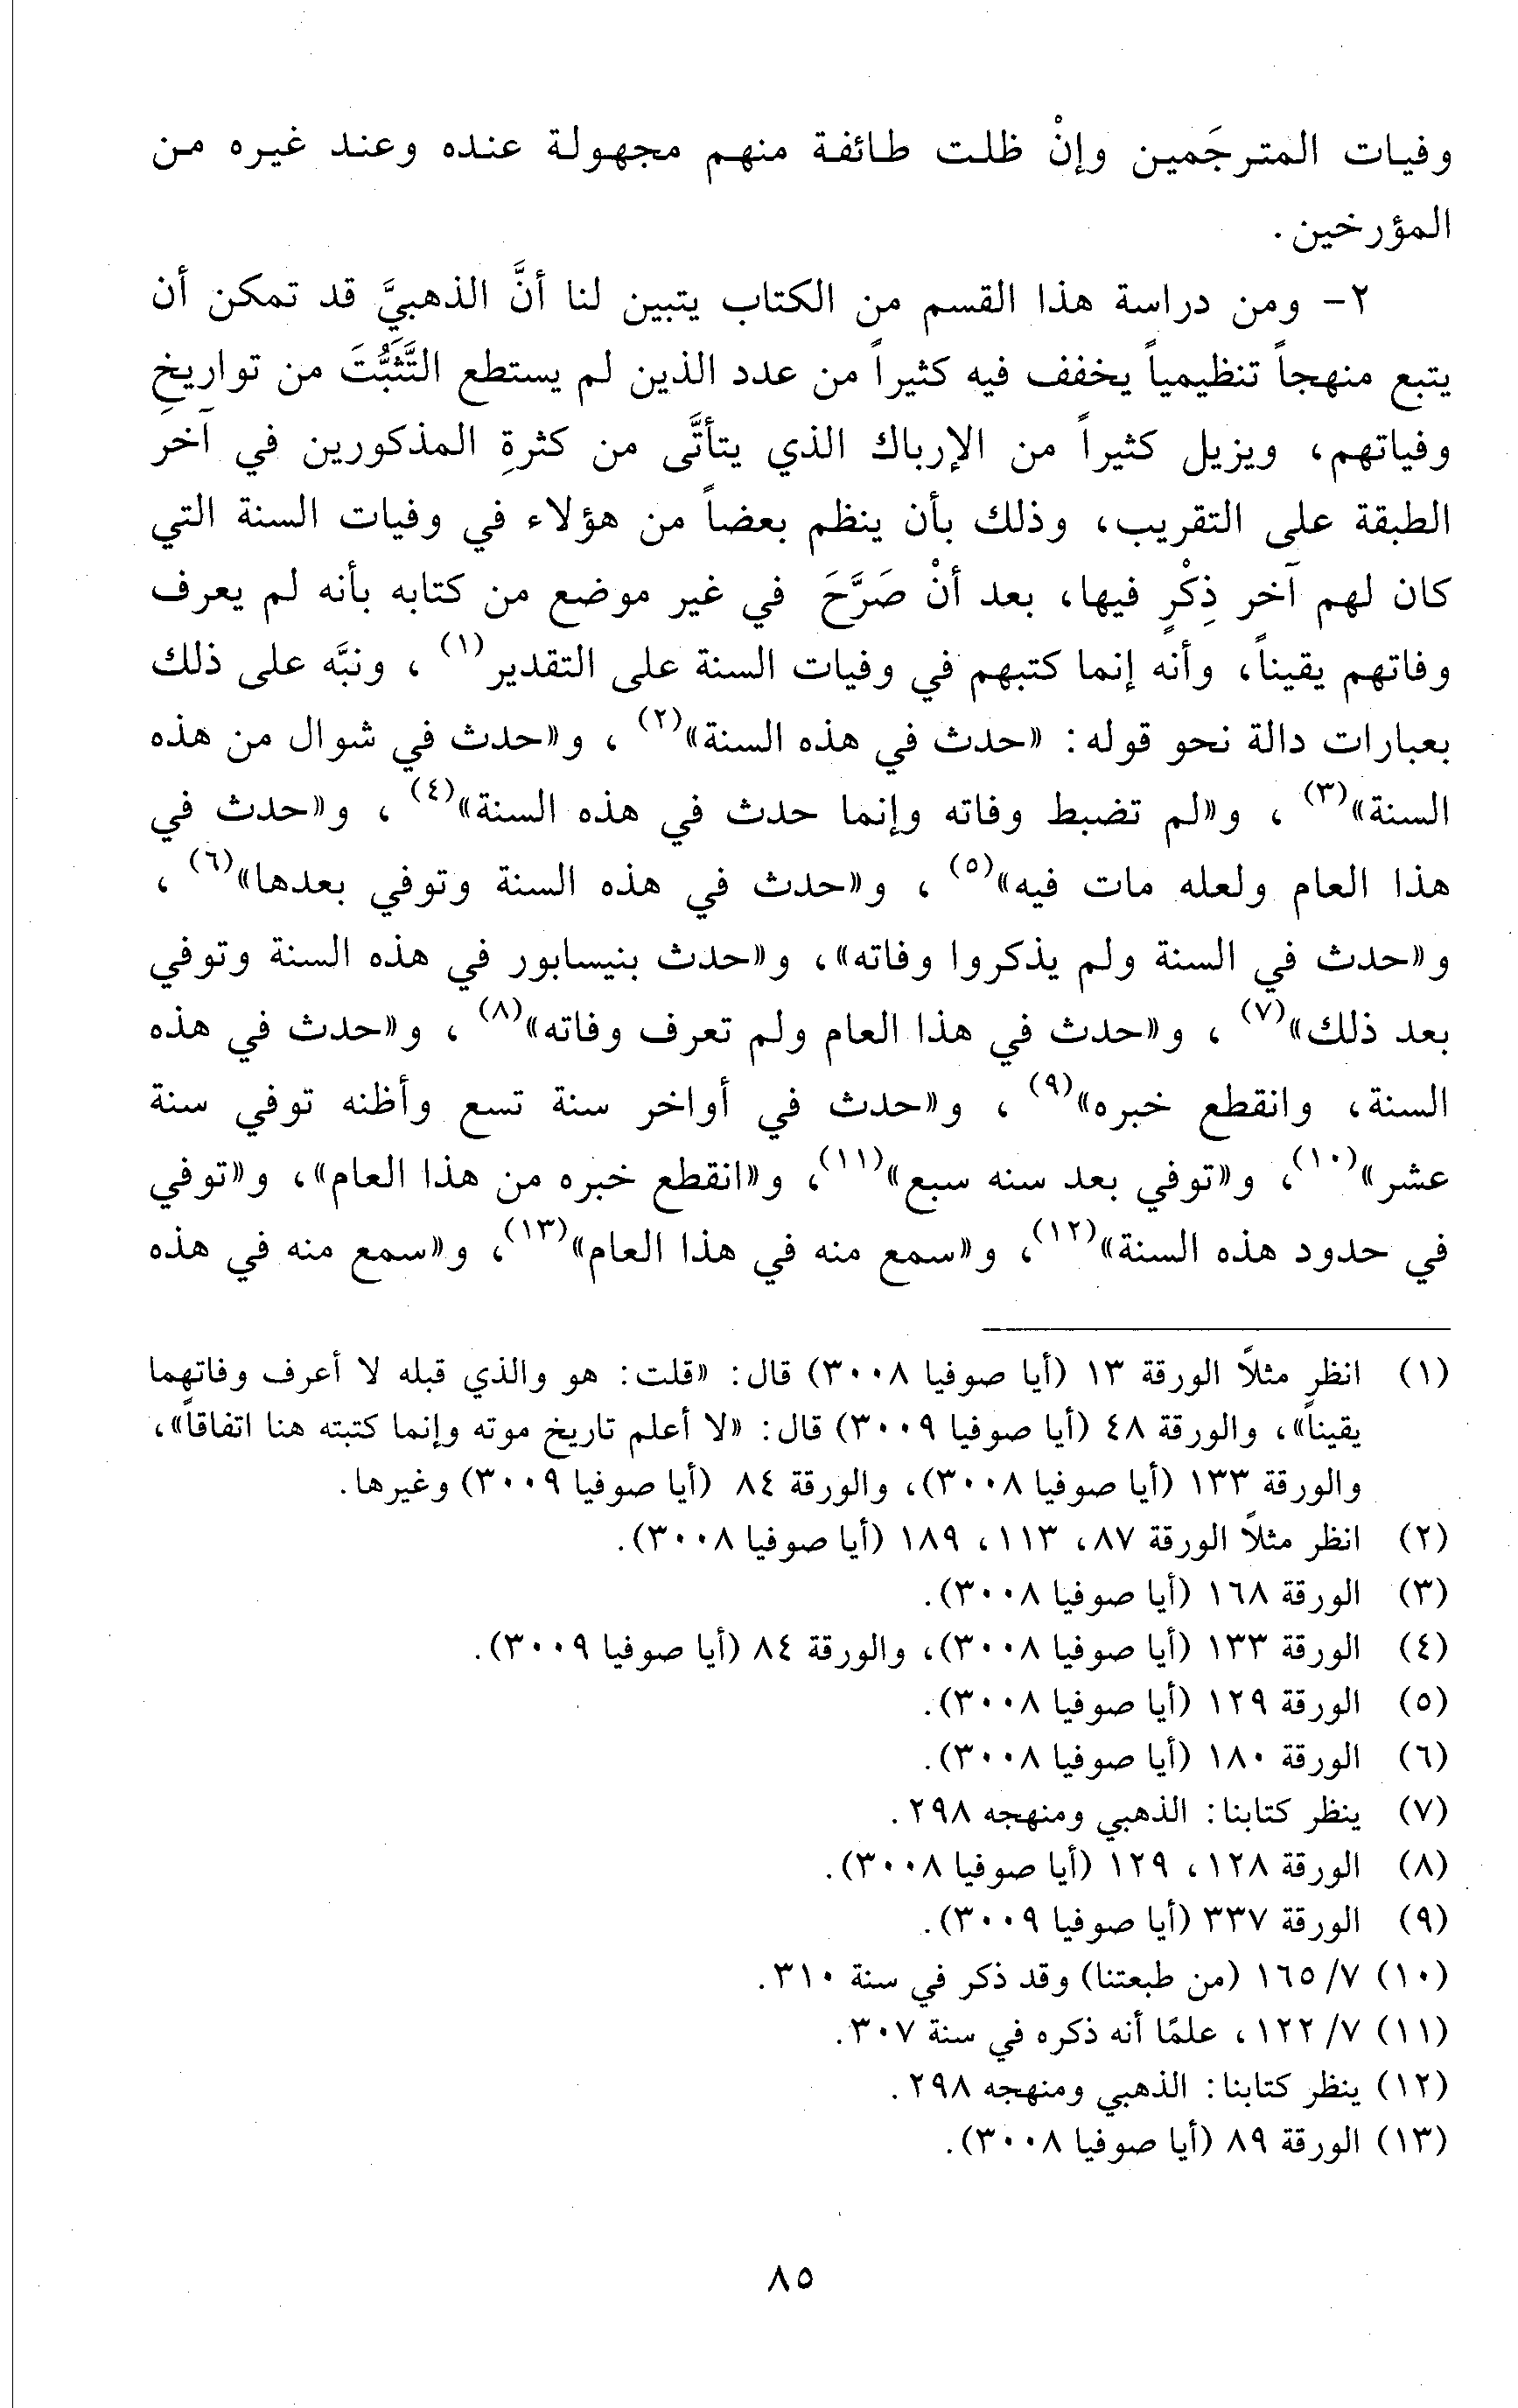 وفيات المترجَمين وإنْ ظلت طائفة منهم مجهولة عنده وعند غيره من
المؤرخين.
٢- ومن دراسة هذا القسم من الكتاب يتبين لنا أنَّ الذهبيَّ قد تمكن أن
يتبع منهجاً تنظيمياً يخفف فيه كثيراً من عدد الذين لم يستطع التَّثَبُّتَ من تواريخِ
وفياتهم، ويزيل كثيراً من الإرباك الذي يتأتَّى من كثرةِ المذكورين في آخر
الطبقة على التقريب، وذلك بأن ينظم بعضاً من هؤلاء في وفيات السنة التي
كان لهم آخر ذِكْرٍ فيها، بعد أنْ صَرَّحَ في غير موضع من كتابه بأنه لم يعرف
وفاتهم يقيناً، وأنه إنما كتبهم في وفيات السنة على التقدير(١)، ونبَّه على ذلك
بعبارات دالة نحو قوله: «حدث في هذه السنة»(٢)، و«حدث في شوال من هذه
السنة»(٣)، و«لم تضبط وفاته وإنما حدث في هذه السنة»(٤)، و«حدث في
هذا العام ولعله مات فيه»(٥)، و«حدث في هذه السنة وتوفي بعدها»(٦)،
و«حدث في السنة ولم يذكروا وفاته»، و«حدث بنيسابور في هذه السنة وتوفي
بعد ذلك»(٧)، و«حدث في هذا العام ولم تعرف وفاته»(٨)، و«حدث في هذه
السنة، وانقطع خبره»(٩)، و«حدث في أواخر سنة تسع وأظنه توفي سنة
عشر»(١٠)، و«توفي بعد سنه سبع»(١١)، و«انقطع خبره من هذا العام»، و«توفي
في حدود هذه السنة»(١٢)، و«سمع منه في هذا العام»(١٣)، و«سمع منه في هذه
(١) انظر مثلاً الورقة ١٣ (أيا صوفيا ٣٠٠٨) قال: «قلت: هو والذي قبله لا أعرف وفاتهما
يقيناً»، والورقة ٤٨ (أيا صوفيا ٣٠٠٩) قال: «لا أعلم تاريخ موته وإنما كتبته هنا اتفاقاً»،
والورقة ١٣٣ (أيا صوفيا ٣٠٠٨)، والورقة ٨٤ (أيا صوفيا ٣٠٠٩) وغيرها.
(٢) انظر مثلاً الورقة ٨٧، ١١٣، ١٨٩ (أيا صوفيا ٣٠٠٨).
(٣) الورقة ١٦٨ (أيا صوفيا ٣٠٠٨).
(٤) الورقة ١٣٣ (أيا صوفيا ٣٠٠٨)، والورقة ٨٤ (أيا صوفيا ٣٠٠٩).
(٥) الورقة ١٢٩ (أيا صوفيا ٣٠٠٨).
(٦) الورقة ١٨٠ (أيا صوفيا ٣٠٠٨).
(٧) ينظر كتابنا: الذهبي ومنهجه ٢٩٨.
(٨) الورقة ١٢٨، ١٢٩ (أيا صوفيا ٣٠٠٨).
(٩) الورقة ٣٣٧ (أيا صوفيا ٣٠٠٩).
(١٠) ٧/ ١٦٥ (من طبعتنا) وقد ذكر في سنة ٣١٠.
(١١) ٧/ ١٢٢، علمًا أنه ذكره في سنة ٣٠٧.
(١٢) ينظر كتابنا: الذهبي ومنهجه ٢٩٨.
(١٣) الورقة ٨٩ (أيا صوفيا ٣٠٠٨).
٨٥